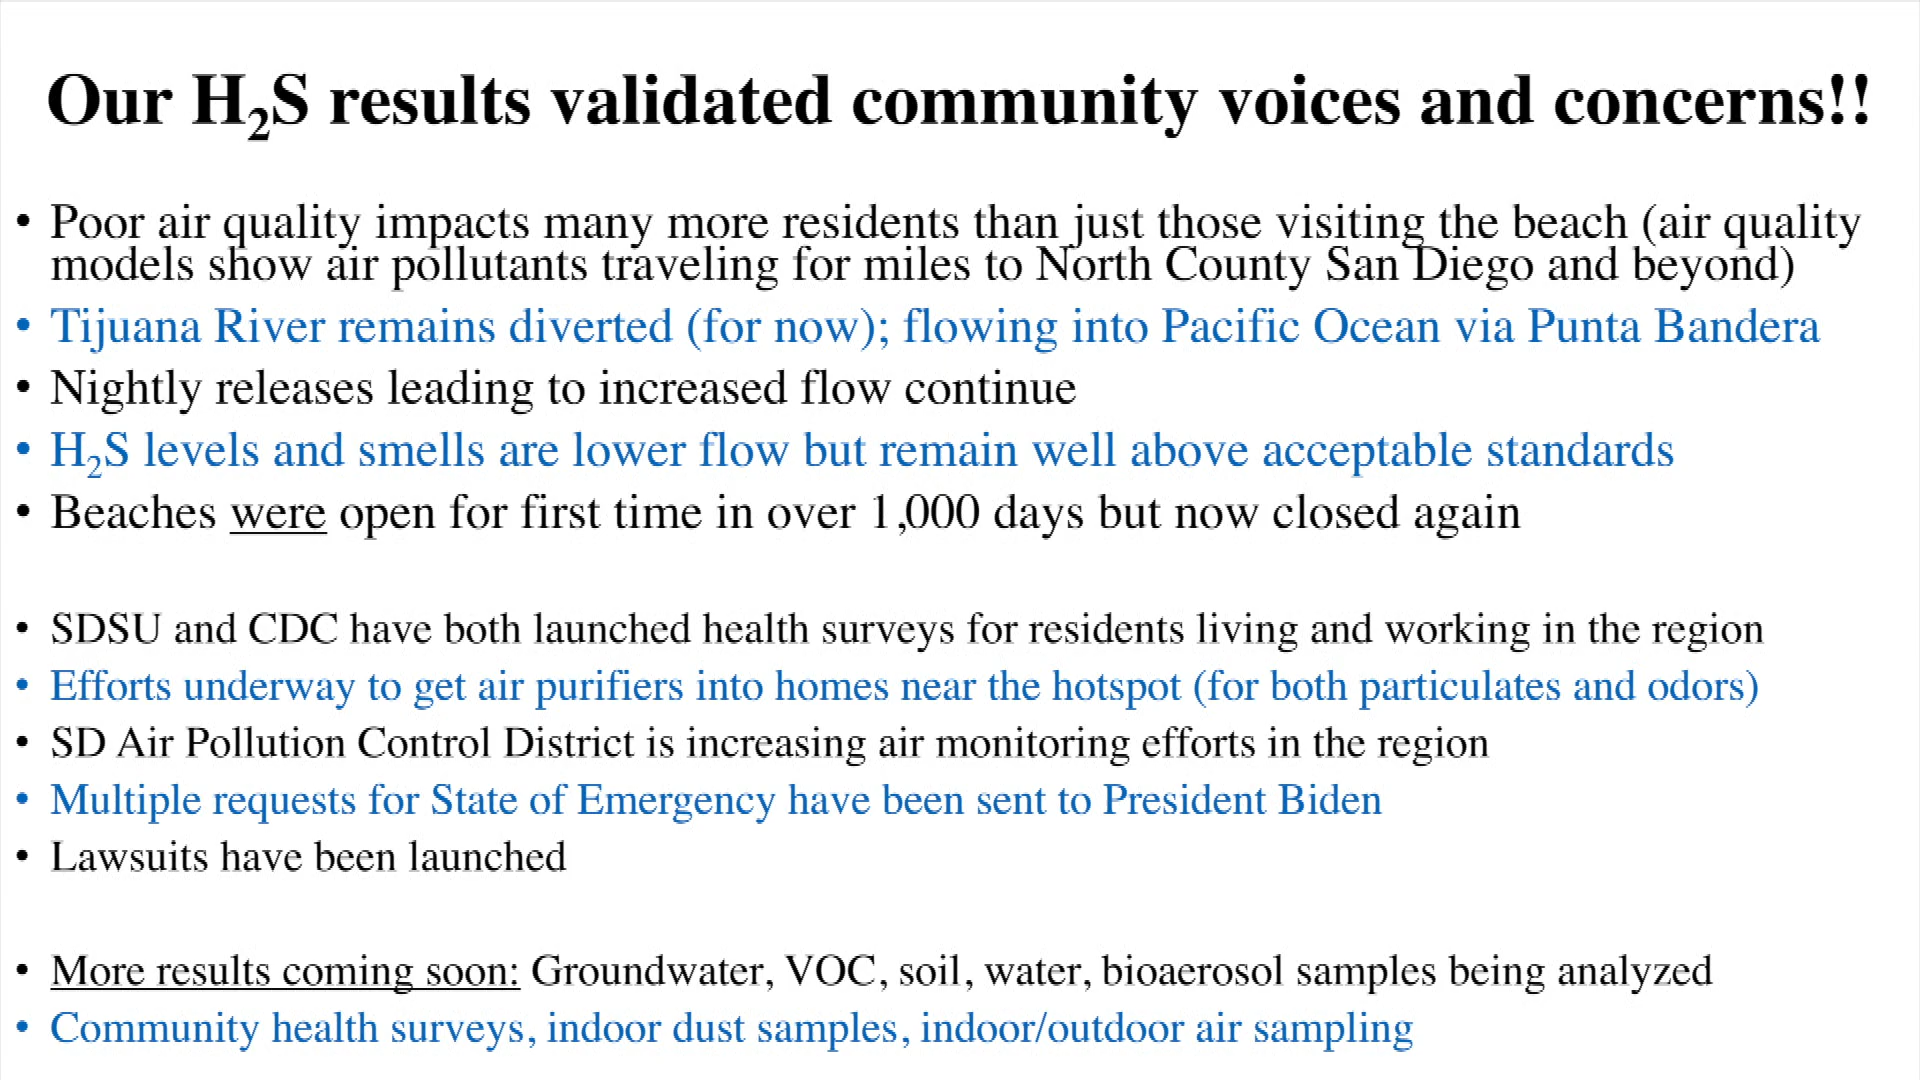 Our H₂S results validated community voices and concerns!!
• Poor air quality impacts many more residents than just those visiting the beach (air quality
models show air pollutants traveling for miles to North County San Diego and beyond)
• Tijuana River remains diverted (for now); flowing into Pacific Ocean via Punta Bandera
• Nightly releases leading to increased flow continue
• H₂S levels and smells are lower flow but remain well above acceptable standards
• Beaches were open for first time in over 1,000 days but now closed again
• SDSU and CDC have both launched health surveys for residents living and working in the region
• Efforts underway to get air purifiers into homes near the hotspot (for both particulates and odors)
• SD Air Pollution Control District is increasing air monitoring efforts in the region
• Multiple requests for State of Emergency have been sent to President Biden
• Lawsuits have been launched
• More results coming soon: Groundwater, VOC, soil, water, bioaerosol samples being analyzed
• Community health surveys, indoor dust samples, indoor/outdoor air sampling